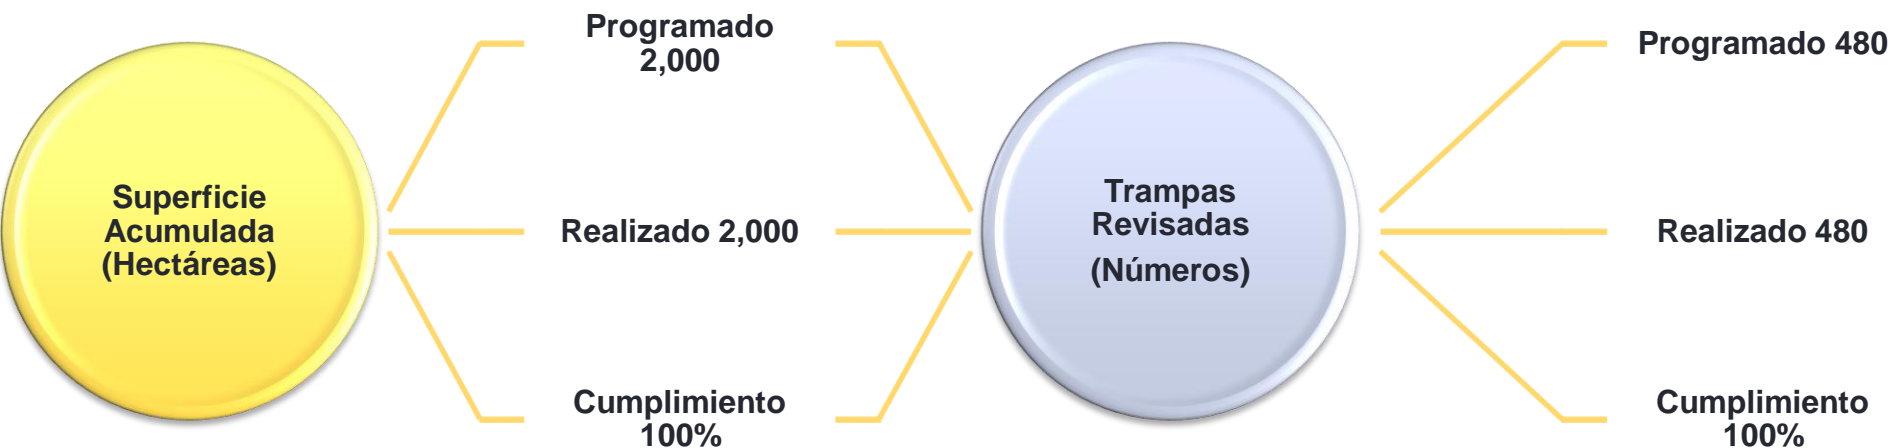 Superficie
Acumulada
(Hectáreas)
Programado
2,000
Realizado 2,000
Cumplimiento
100%
Trampas
Revisadas
(Números)
Programado 480
Realizado 480
Cumplimiento
100%